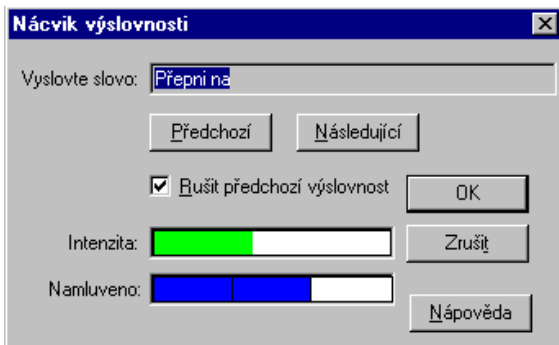 Nácvik výslovnosti
Vyslovte slovo: Přepni na
Předchozí Následující
Rušit předchozí výslovnost OK
Intenzita: Zrušit
Namluveno:
Nápověda